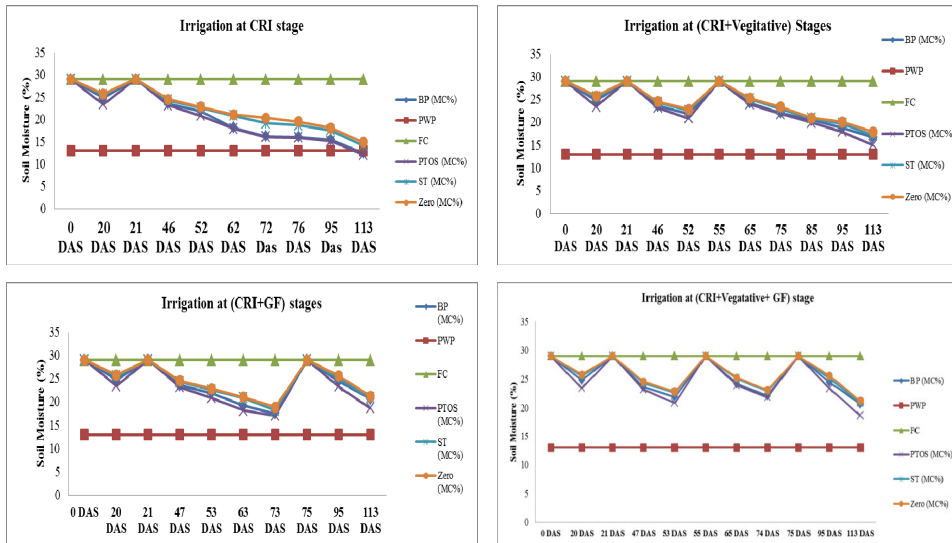 Irrigation at CRI stage
Soil Moisture (%)
35
30
25
20
15
10
5
0
0 20 21 46 52 62 72 76 95 113
DAS DAS DAS DAS DAS DAS Das DAS Das DAS
BP (MC%)
PWP
FC
PTOS (MC%)
ST (MC%)
Zero (MC%)
Irrigation at (CRI+Vegitative) Stages
Soil Moisture (%)
35
30
25
20
15
10
5
0
0 20 21 46 52 55 65 75 85 95 113
DAS DAS DAS DAS DAS DAS DAS DAS DAS DAS DAS
BP (MC%)
PWP
FC
PTOS (MC%)
ST (MC%)
Zero (MC%)
Irrigation at (CRI+GF) stages
Soil Moisture (%)
35
30
25
20
15
10
5
0
0 DAS 20 21 47 53 63 73 75 95 113
DAS DAS DAS DAS DAS DAS DAS DAS DAS
BP
(MC%)
PWP
FC
PTOS
(MC%)
ST
(MC%)
Zero
(MC%)
Irrigation at (CRI+Vegatative+ GF) stage
Soil Moisture (%)
35
30
25
20
15
10
5
0
0 DAS 20 DAS 21 DAS 47 DAS 53 DAS 55 DAS 65 DAS 74 DAS 75 DAS 95 DAS 113 DAS
BP (MC%)
PWP
FC
PTOS (MC%)
ST (MC%)
Zero (MC%)